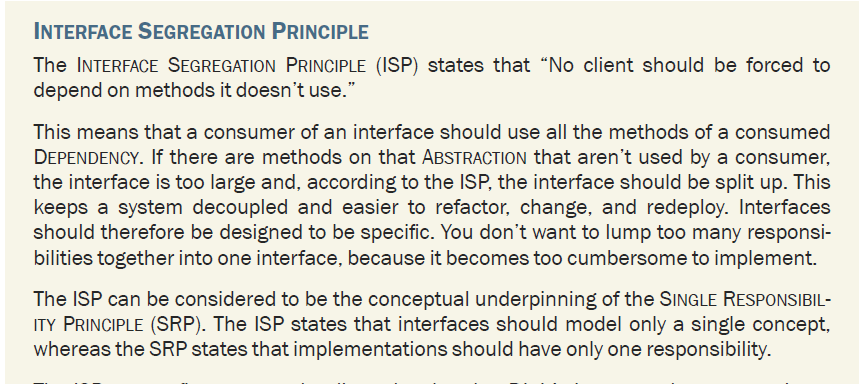 INTERFACE SEGREGATION PRINCIPLE
The INTERFACE SEGREGATION PRINCIPLE (ISP) states that “No client should be forced to
depend on methods it doesn’t use.”
This means that a consumer of an interface should use all the methods of a consumed
DEPENDENCY. If there are methods on that ABSTRACTION that aren’t used by a consumer,
the interface is too large and, according to the ISP, the interface should be split up. This
keeps a system decoupled and easier to refactor, change, and redeploy. Interfaces
should therefore be designed to be specific. You don’t want to lump too many responsi-
bilities together into one interface, because it becomes too cumbersome to implement.
The ISP can be considered to be the conceptual underpinning of the SINGLE RESPONSIBIL-
ITY PRINCIPLE (SRP). The ISP states that interfaces should model only a single concept,
whereas the SRP states that implementations should have only one responsibility.